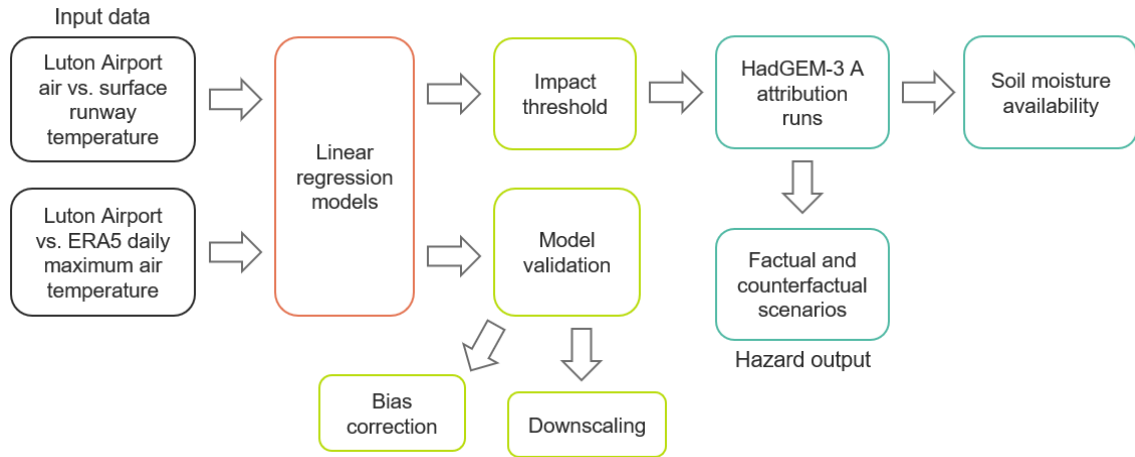 Input data
Luton Airport
air vs. surface
runway
temperature
Luton Airport
vs. ERA5 daily
maximum air
temperature
Linear
regression
models
Impact
threshold
Model
validation
Bias
correction
Downscaling
HadGEM-3 A
attribution
runs
Soil moisture
availability
Factual and
counterfactual
scenarios
Hazard output